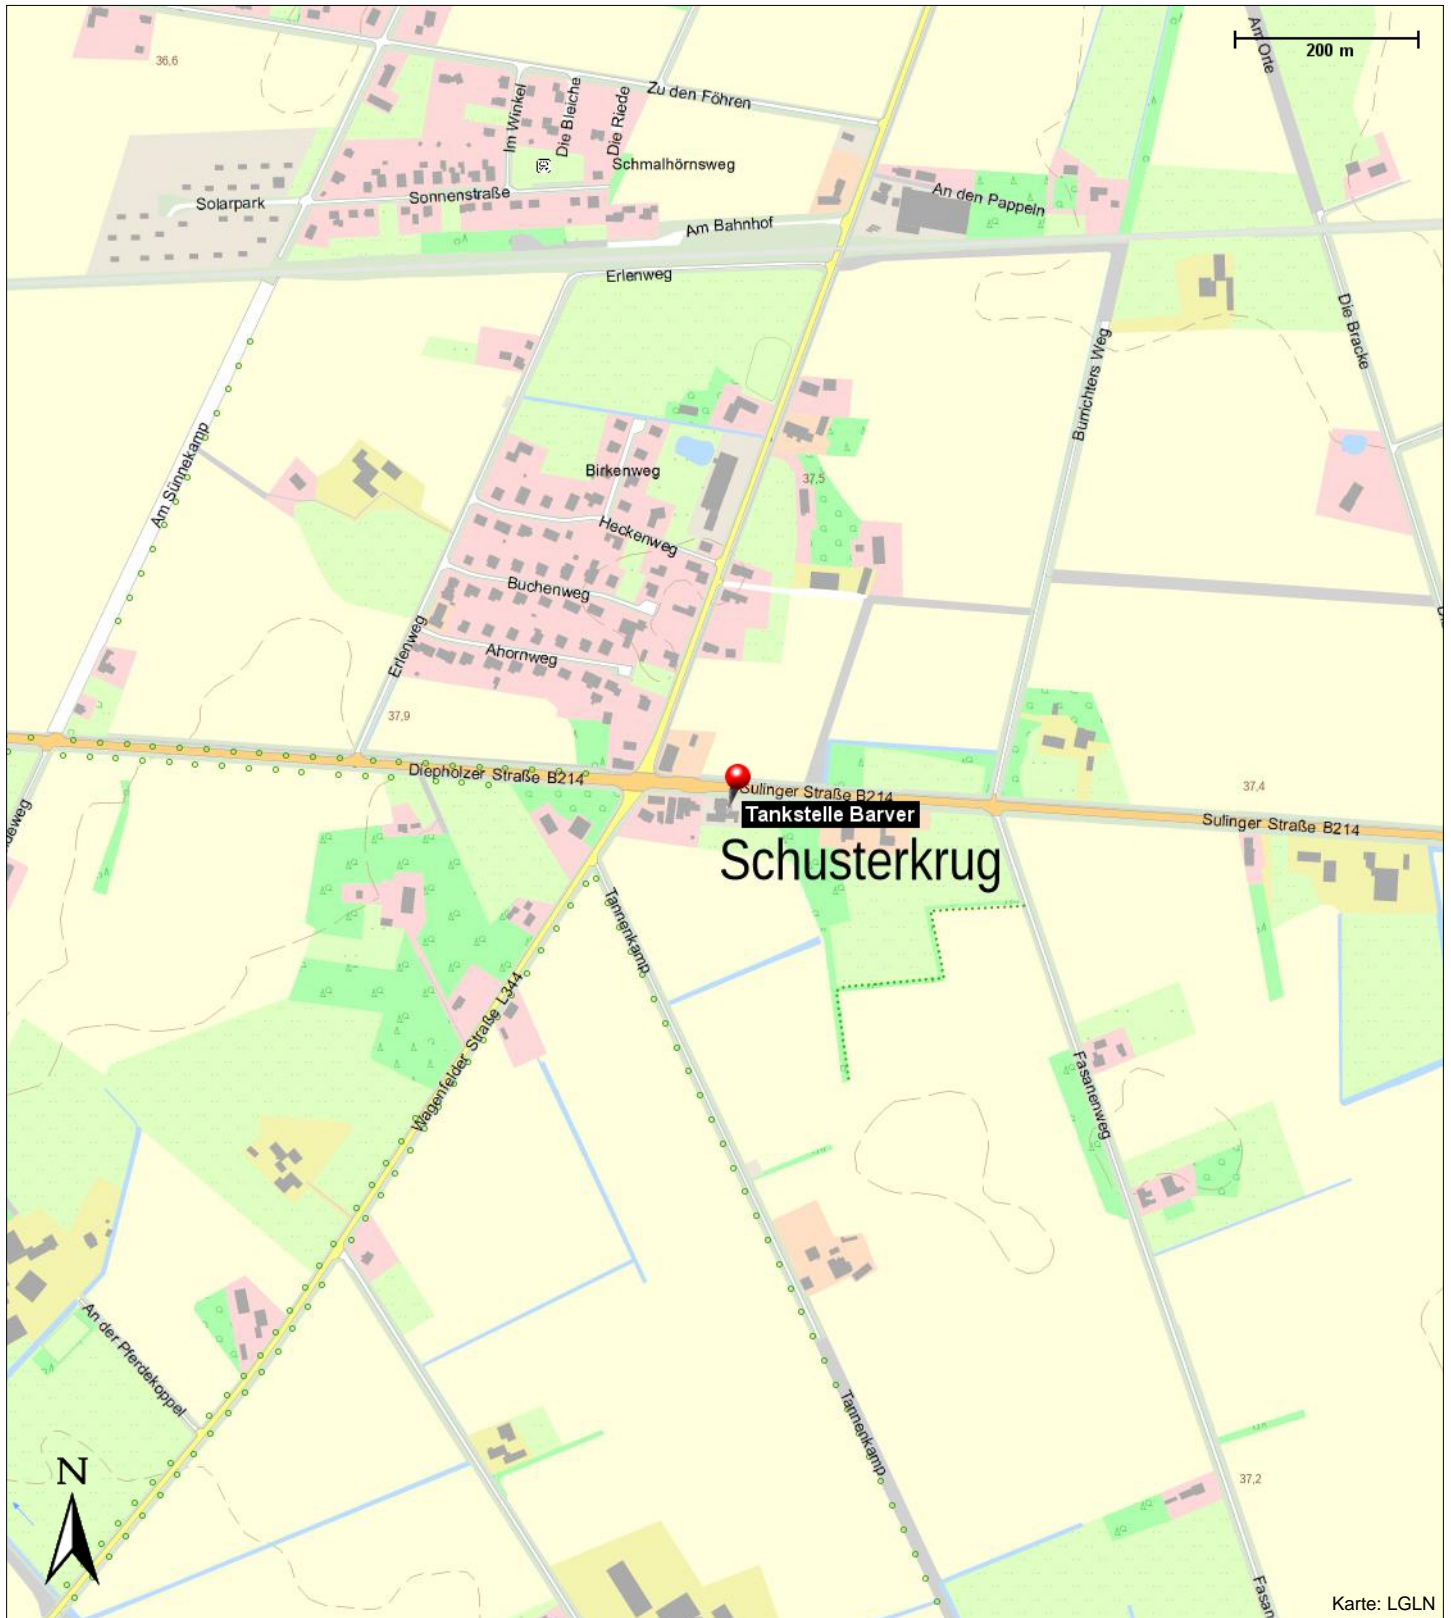 Am Orte
200 m
36,6
Zu den Föhren
Im Winkel
Die Bleiche
Die Riede
Schmalhörnsweg
Sonnenstraße
Solarpark
An den Pappeln
Am Bahnhof
Erlenweg
Die Bracke
Burrichters Weg
Am Sünnekamp
Birkenweg
37,5
Heckenweg
Buchenweg
Erlenweg
Ahornweg
37,9
Diepholzer Straße B214
Sulinger Straße B214
37,4
Tankstelle Barver
Sulinger Straße B214
Schusterkrug
Tannenkamp
Wagenfelder Straße L344
Fasanenweg
An der Pferdekoppel
Tannenkamp
N
37,2
Fasan
Karte: LGLN